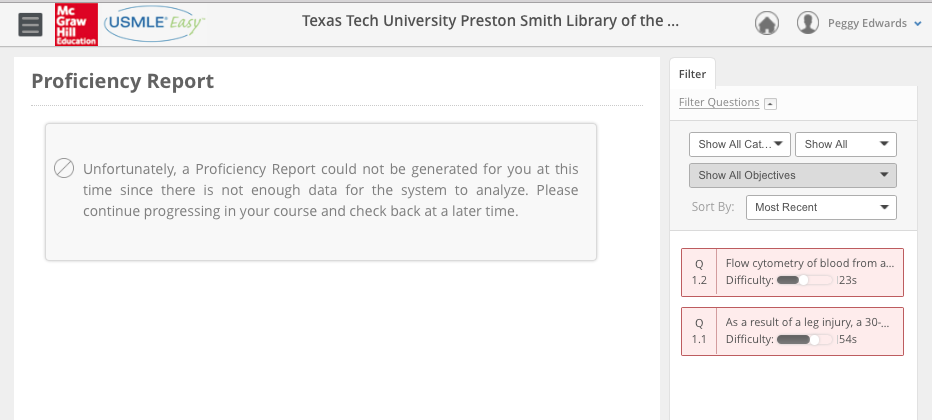 Mc
Graw
Hill
Education
USMLE Easy
Texas Tech University Preston Smith Library of the ...
Peggy Edwards
Proficiency Report
Unfortunately, a Proficiency Report could not be generated for you at this
time since there is not enough data for the system to analyze. Please
continue progressing in your course and check back at a later time.
Filter
Filter Questions
Show All Cat...
Show All
Show All Objectives
Sort By:
Most Recent
Q
1.2
Flow cytometry of blood from a...
Difficulty: 23s
Q
1.1
As a result of a leg injury, a 30-...
Difficulty: 54s